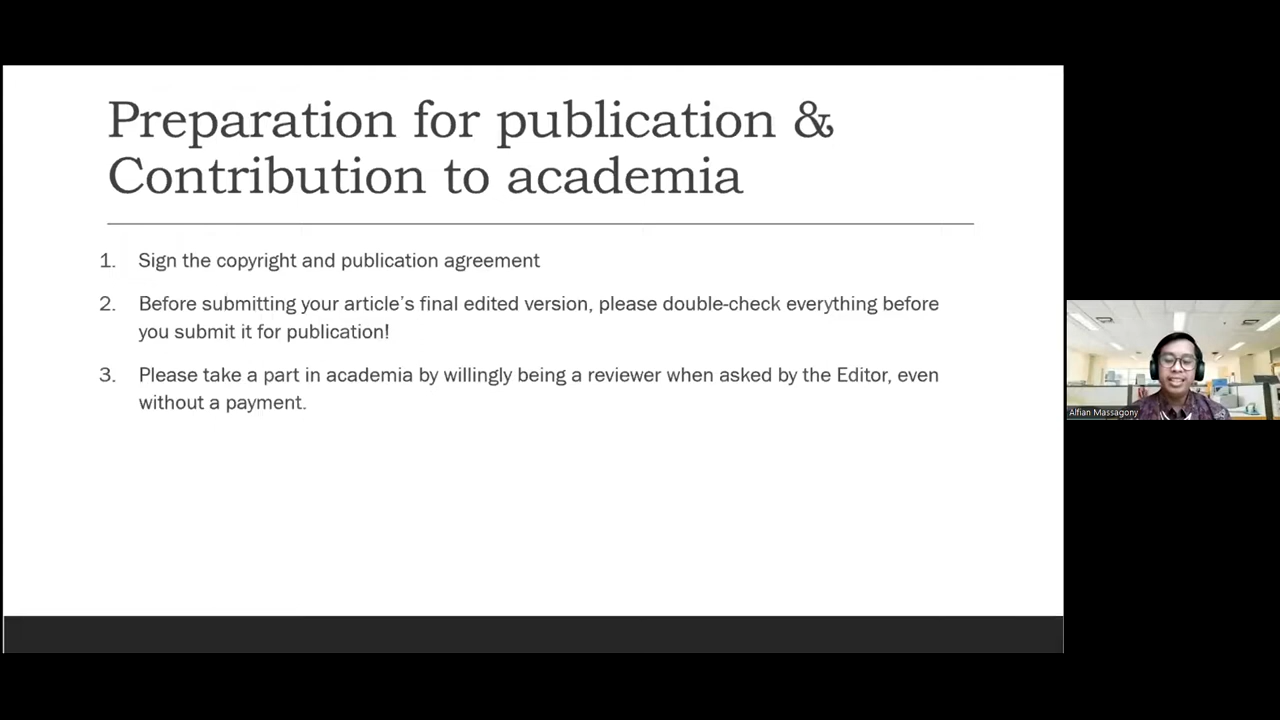 Preparation for publication &
Contribution to academia
1. Sign the copyright and publication agreement
2. Before submitting your article's final edited version, please double-check everything before
you submit it for publication!
3. Please take a part in academia by willingly being a reviewer when asked by the Editor, even
without a payment.
Alfian Massagony